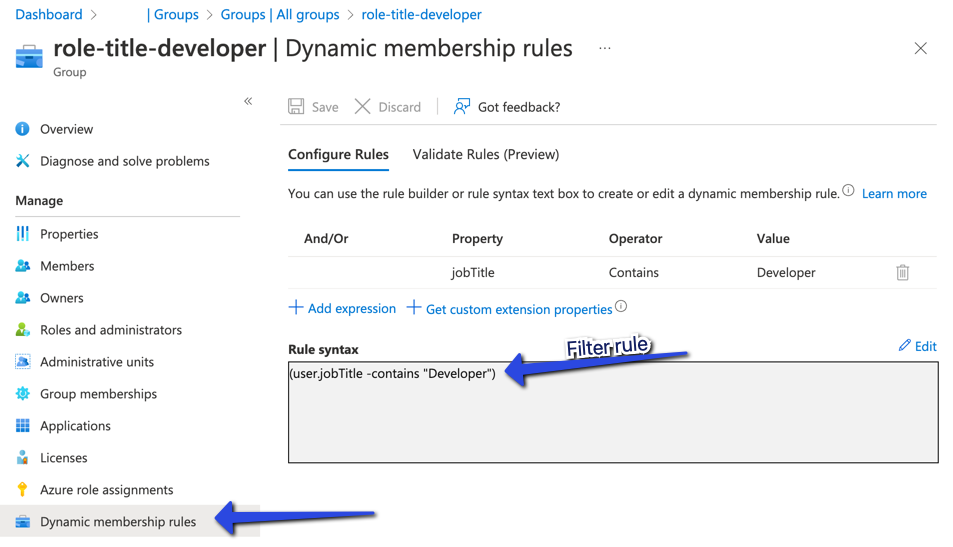 Dashboard > | Groups > Groups | All groups > role-title-developer
role-title-developer | Dynamic membership rules ...
Group
«
Save Discard | Got feedback?
Overview
Diagnose and solve problems
Manage
Properties
Members
Owners
Roles and administrators
Administrative units
Group memberships
Applications
Licenses
Azure role assignments
Dynamic membership rules
Configure Rules Validate Rules (Preview)
You can use the rule builder or rule syntax text box to create or edit a dynamic membership rule. Learn more
And/Or Property Operator Value
jobTitle Contains Developer
+ Add expression + Get custom extension properties
Rule syntax
Filter rule
Edit
(user.jobTitle -contains "Developer")